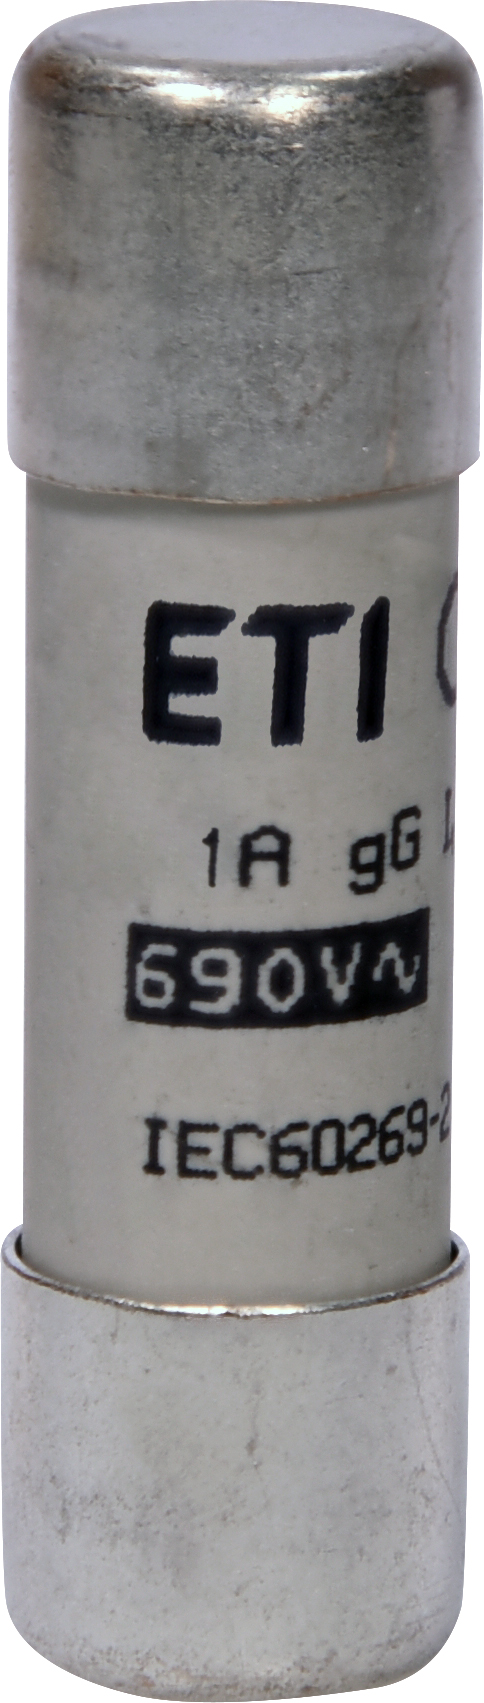 ETI
1A gG
690V~
IEC60269-2